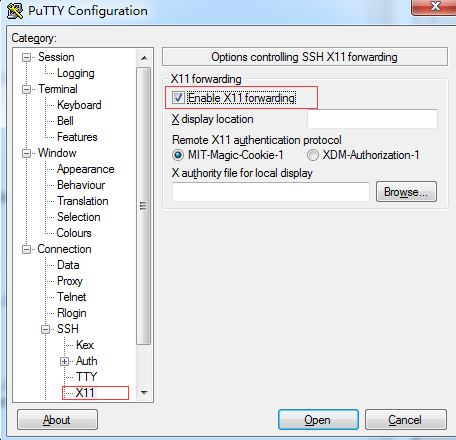 PuTTY Configuration
Category:
Session
Logging
Terminal
Keyboard
Bell
Features
Window
Appearance
Behaviour
Translation
Selection
Colours
Connection
Data
Proxy
Telnet
Rlogin
SSH
Kex
Auth
TTY
X11
Options controlling SSH X11 forwarding
X11 forwarding
Enable X11 forwarding
X display location
Remote X11 authentication protocol
MIT-Magic-Cookie-1 XDM-Authorization-1
X authority file for local display
Browse...
About Open Cancel